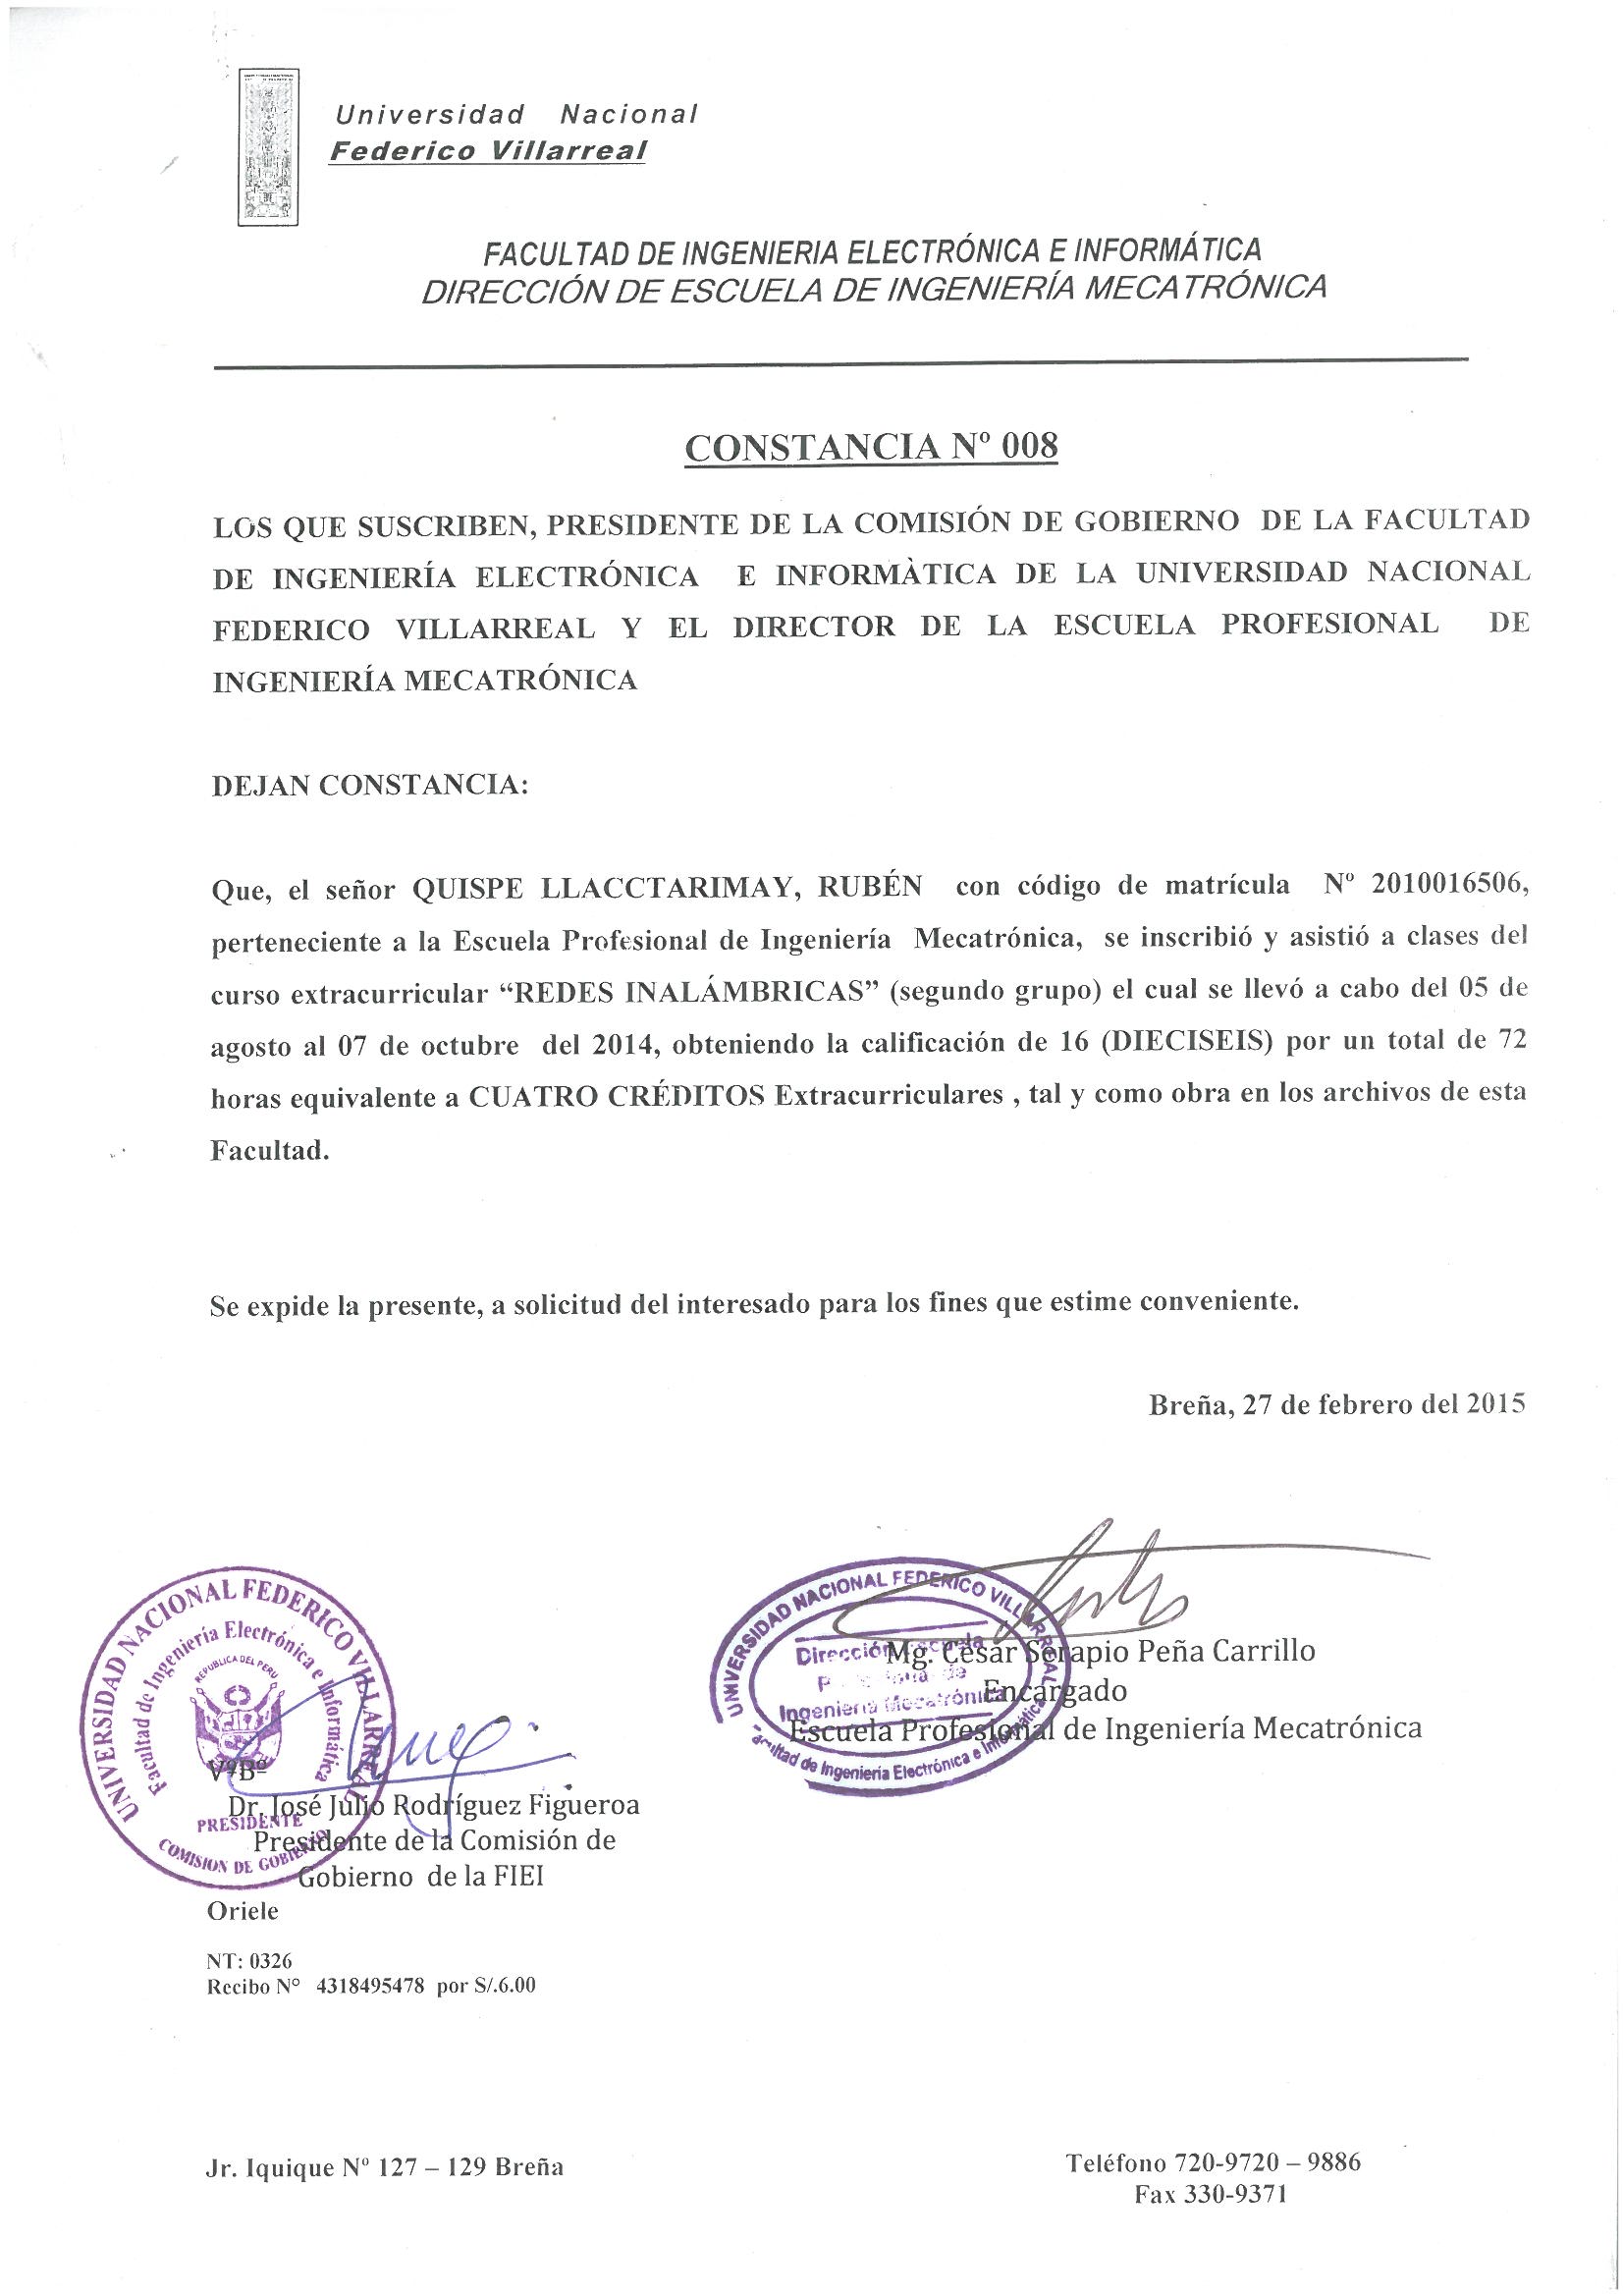 Universidad Nacional
Federico Villarreal
FACULTAD DE INGENIERIA ELECTRÓNICA E INFORMÁTICA
DIRECCIÓN DE ESCUELA DE INGENIERÍA MECATRÓNICA
CONSTANCIA Nº 008
LOS QUE SUSCRIBEN, PRESIDENTE DE LA COMISIÓN DE GOBIERNO DE LA FACULTAD
DE INGENIERÍA ELECTRÓNICA E INFORMÀTICA DE LA UNIVERSIDAD NACIONAL
FEDERICO VILLARREAL Y EL DIRECTOR DE LA ESCUELA PROFESIONAL DE
INGENIERÍA MECATRÓNICA
DEJAN CONSTANCIA:
Que, el señor QUISPE LLACCTARIMAY, RUBÉN con código de matrícula Nº 2010016506,
perteneciente a la Escuela Profesional de Ingeniería Mecatrónica, se inscribió y asistió a clases del
curso extracurricular “REDES INALÁMBRICAS” (segundo grupo) el cual se llevó a cabo del 05 de
agosto al 07 de octubre del 2014, obteniendo la calificación de 16 (DIECISEIS) por un total de 72
horas equivalente a CUATRO CRÉDITOS Extracurriculares , tal y como obra en los archivos de esta
Facultad.
Se expide la presente, a solicitud del interesado para los fines que estime conveniente.
Breña, 27 de febrero del 2015
UNIVERSIDAD NACIONAL FEDERICO VILLARREAL
Facultad de Ingeniería Electrónica e Informática
REPUBLICA DEL PERU
PRESIDENTE
COMISION DE GOBIERNO
VºBº
Dr. José Julio Rodríguez Figueroa
Presidente de la Comisión de
Gobierno de la FIEI
UNIVERSIDAD NACIONAL FEDERICO VILLARREAL
Dirección Escuela
de
Ingeniería Mecatrónica
Facultad de Ingeniería Electrónica e Informática
Mg. César Serapio Peña Carrillo
Encargado
Escuela Profesional de Ingeniería Mecatrónica
Oriele
NT: 0326
Recibo Nº 4318495478 por S/.6.00
Jr. Iquique Nº 127 – 129 Breña
Teléfono 720-9720 – 9886
Fax 330-9371